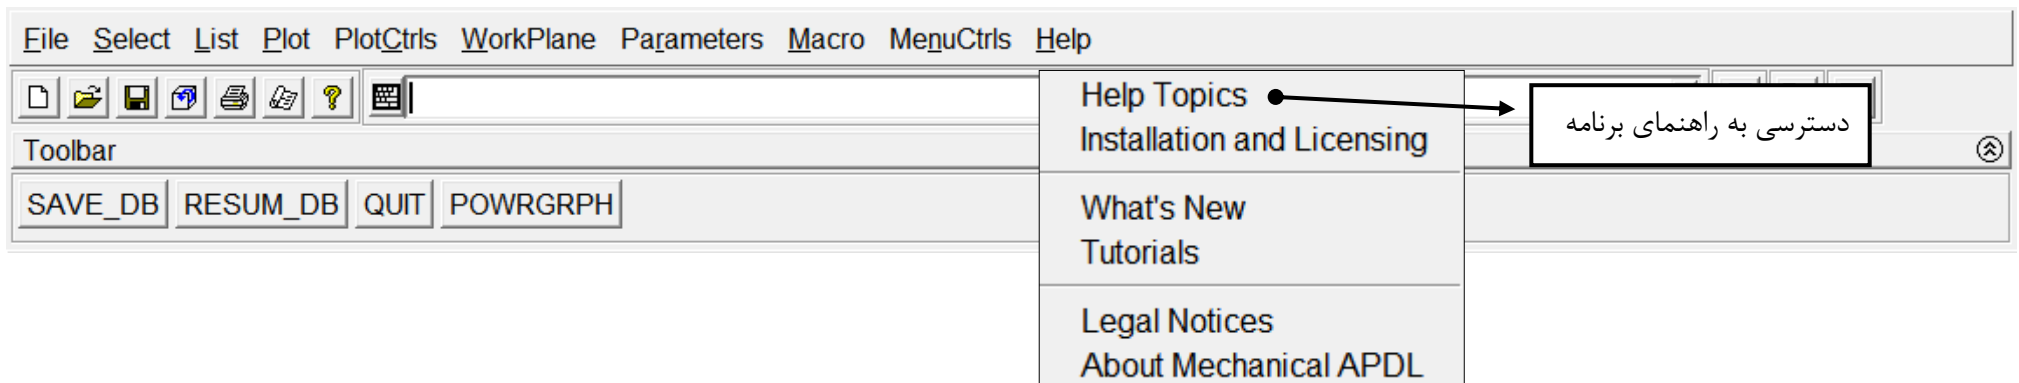 File Select List Plot PlotCtrls WorkPlane Parameters Macro MenuCtrls Help
Help Topics
دسترسی به راهنمای برنامه
Installation and Licensing
Toolbar
SAVE_DB RESUM_DB QUIT POWRGRPH
What's New
Tutorials
Legal Notices
About Mechanical APDL